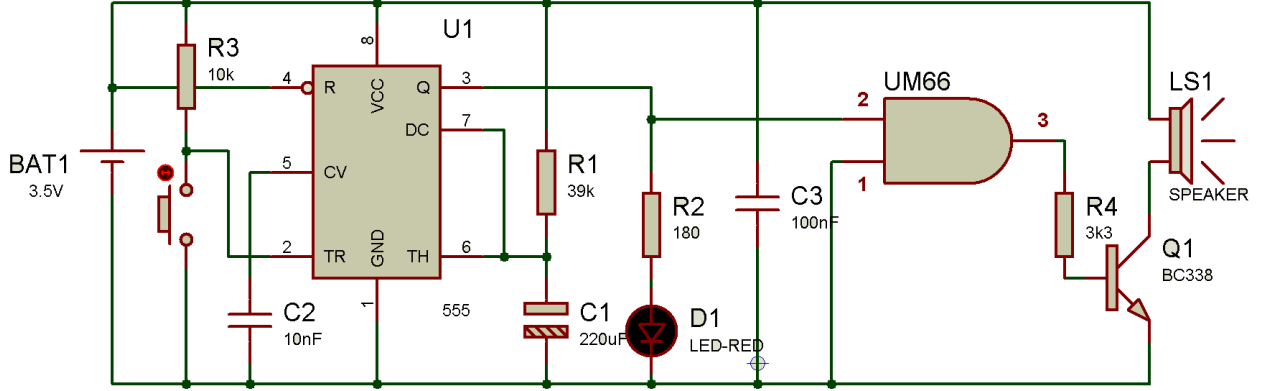 BAT1
3.5V
R3
10k
U1
8
VCC
4
R
Q
3
DC
7
5
CV
2
TR
GND
TH
6
1
555
C2
10nF
R1
39k
C1
220uF
R2
180
D1
LED-RED
C3
100nF
UM66
2
1
3
R4
3k3
LS1
SPEAKER
Q1
BC338